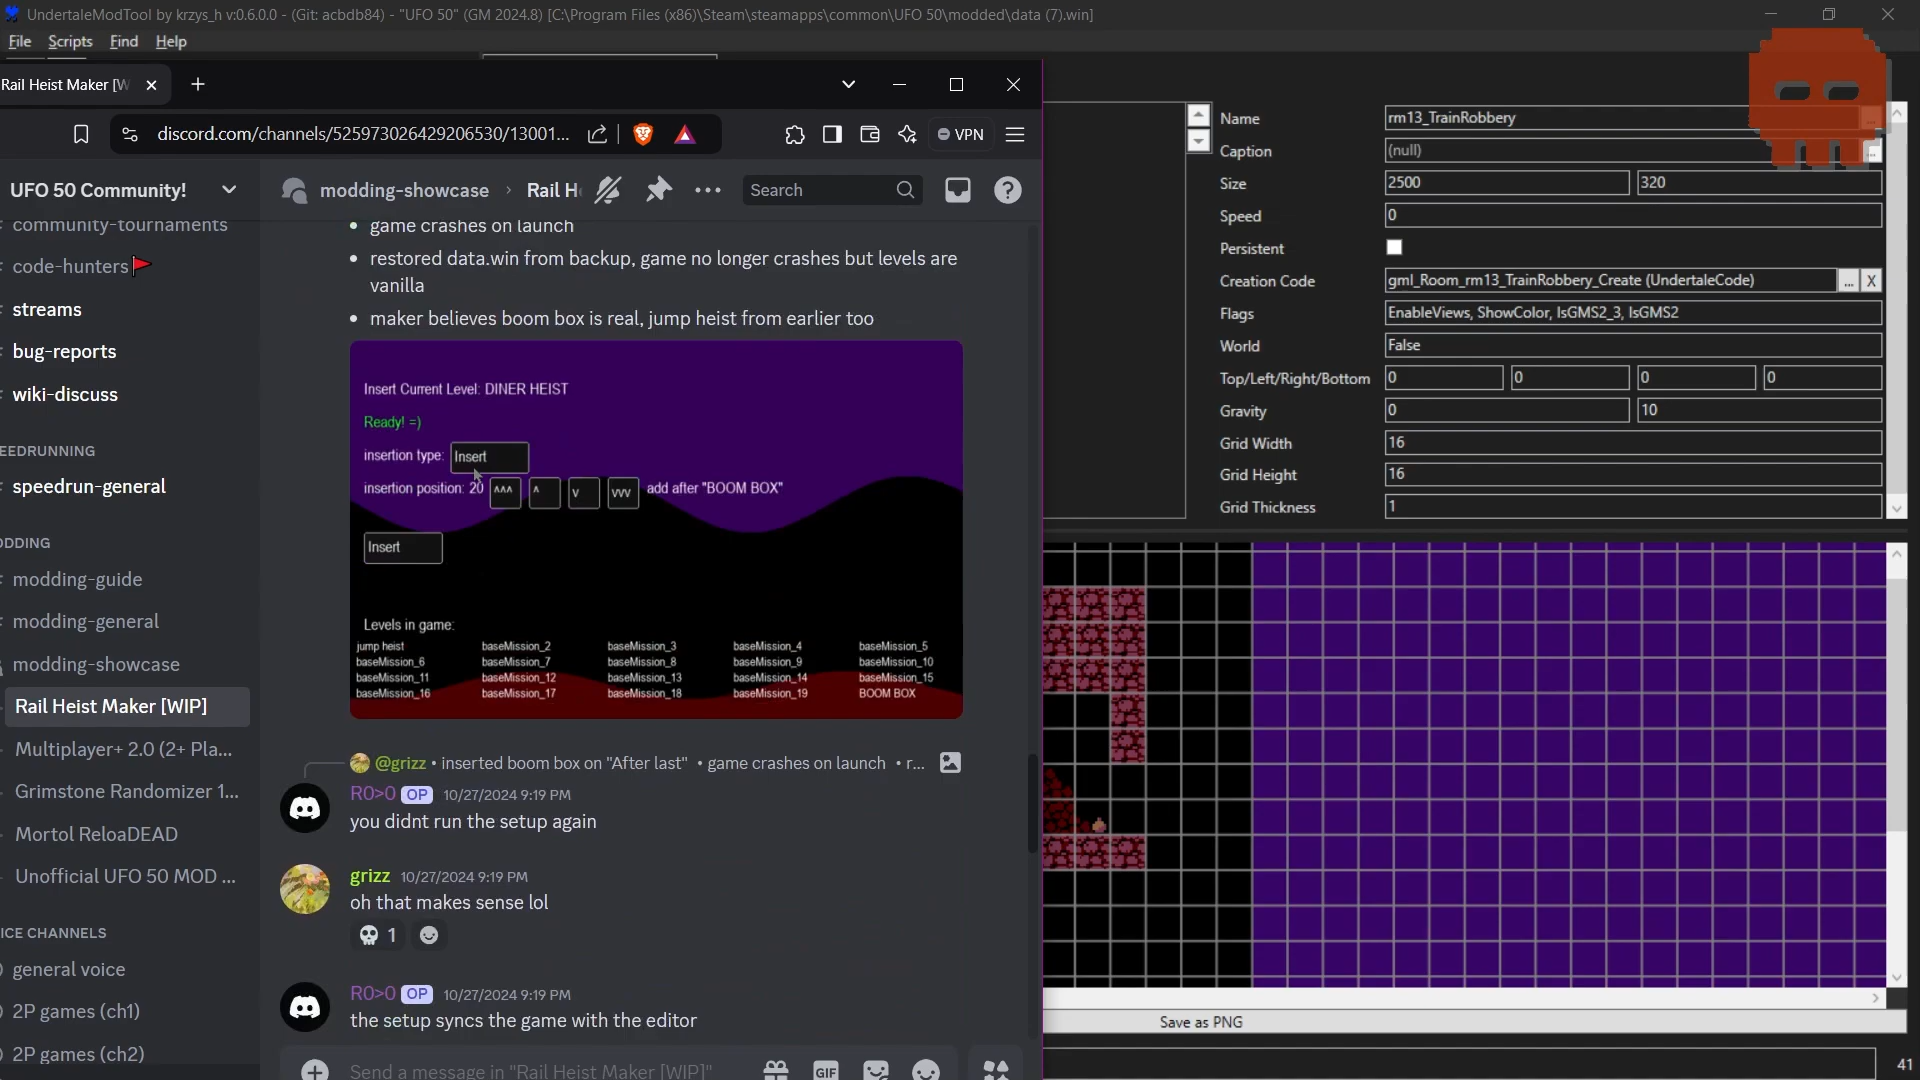 UndertaleModTool by krzys_h v:0.6.0.0 - (Git: acbdb84) - "UFO 50" (GM 2024.8) [C:\Program Files (x86)\Steam\steamapps\common\UFO 50\modded\data (7).win]
File Scripts Find Help
Rail Heist Maker [W
discord.com/channels/525973026429206530/13001...
VPN
UFO 50 Community!
community-tournaments
code-hunters
streams
bug-reports
wiki-discuss
EEDRUNNING
speedrun-general
ODDING
modding-guide
modding-general
modding-showcase
Rail Heist Maker [WIP]
Multiplayer+ 2.0 (2+ Pla...
Grimstone Randomizer 1...
Mortol ReloaDEAD
Unofficial UFO 50 MOD ...
ICE CHANNELS
general voice
2P games (ch1)
2P games (ch2)
modding-showcase › Rail H
Search
• game crashes on launch
• restored data.win from backup, game no longer crashes but levels are
vanilla
• maker believes boom box is real, jump heist from earlier too
Insert Current Level: DINER HEIST
Ready! =)
insertion type: Insert
insertion position: 20 ^^^ ^ v vvv add after "BOOM BOX"
Insert
Levels in game:
jump heist baseMission_2 baseMission_3 baseMission_4 baseMission_5
baseMission_6 baseMission_7 baseMission_8 baseMission_9 baseMission_10
baseMission_11 baseMission_12 baseMission_13 baseMission_14 baseMission_15
baseMission_16 baseMission_17 baseMission_18 baseMission_19 BOOM BOX
@grizz • inserted boom box on "After last" • game crashes on launch • r...
R0>0 OP 10/27/2024 9:19 PM
you didnt run the setup again
grizz 10/27/2024 9:19 PM
oh that makes sense lol
1
R0>0 OP 10/27/2024 9:19 PM
the setup syncs the game with the editor
Send a message in "Rail Heist Maker [WIP]"
GIF
Name rm13_TrainRobbery ...
Caption (null) ...
Size 2500 320
Speed 0
Persistent
Creation Code gml_Room_rm13_TrainRobbery_Create (UndertaleCode) ... X
Flags EnableViews, ShowColor, IsGMS2_3, IsGMS2
World False
Top/Left/Right/Bottom 0 0 0 0
Gravity 0 10
Grid Width 16
Grid Height 16
Grid Thickness 1
Save as PNG
41